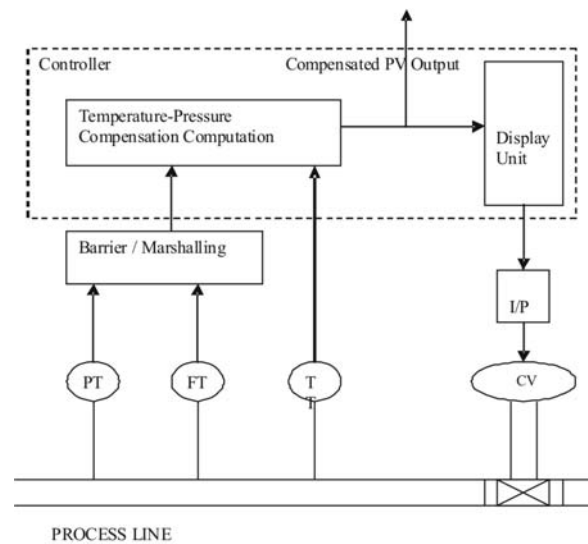 Controller
Compensated PV Output
Temperature-Pressure
Compensation Computation
Display
Unit
Barrier / Marshalling
I/P
PT
FT
T
T
CV
PROCESS LINE